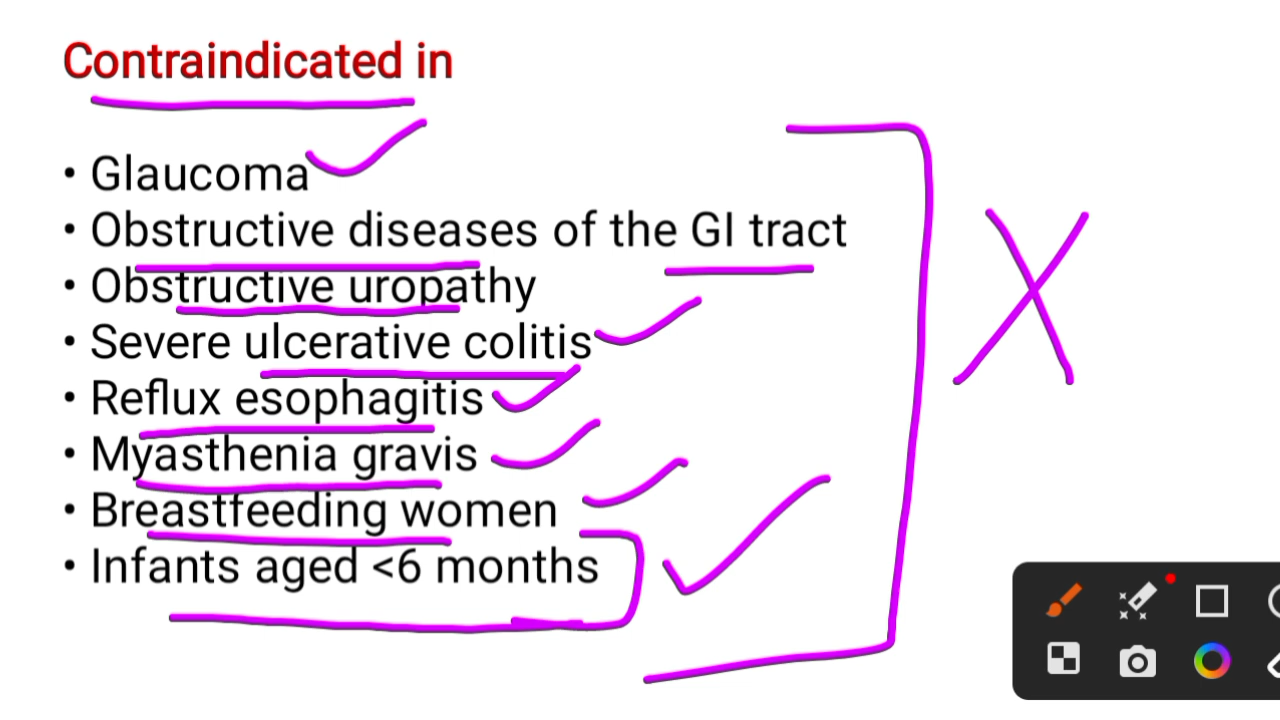 Contraindicated in
• Glaucoma
• Obstructive diseases of the GI tract
• Obstructive uropathy
• Severe ulcerative colitis
• Reflux esophagitis
• Myasthenia gravis
• Breastfeeding women
• Infants aged <6 months